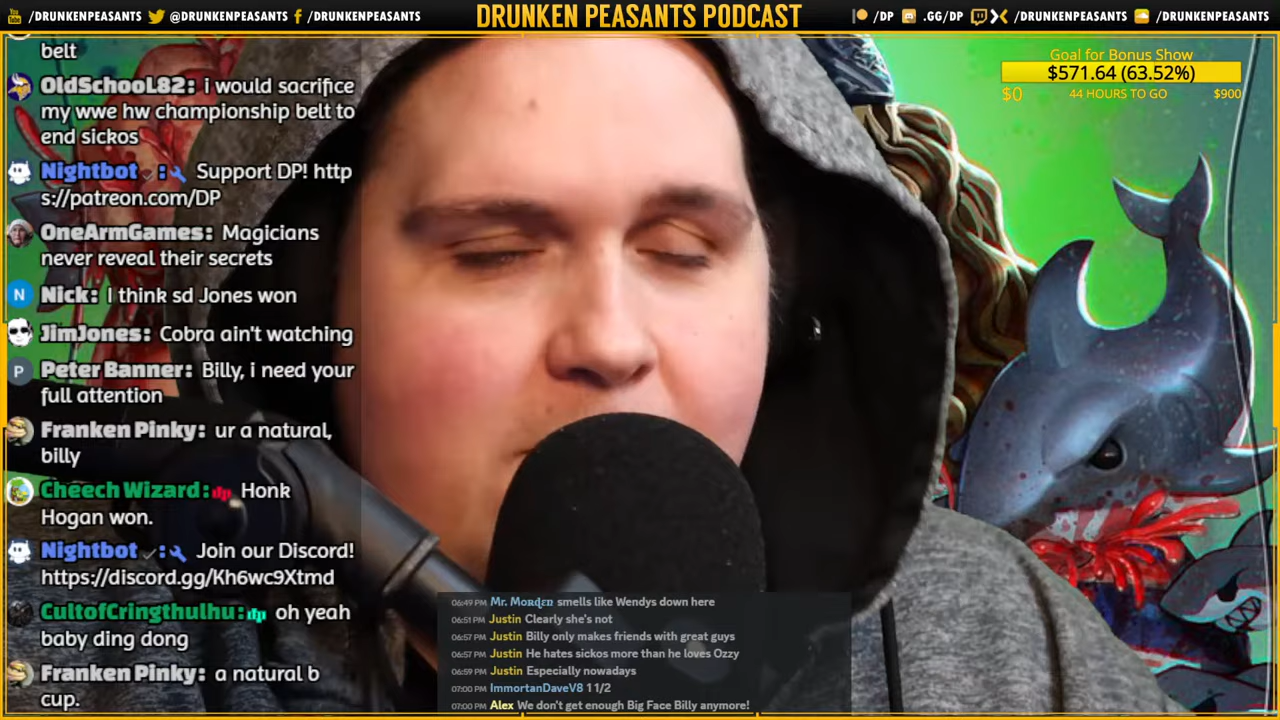 /DRUNKENPEASANTS @DRUNKENPEASANTS /DRUNKENPEASANTS DRUNKEN PEASANTS PODCAST /DP .GG/DP /DRUNKENPEASANTS /DRUNKENPEASANTS
Goal for Bonus Show
$571.64 (63.52%)
$0 44 HOURS TO GO $900
belt
OldSchooL82: i would sacrifice
my wwe hw championship belt to
end sickos
Nightbot: Support DP! http
s://patreon.com/DP
OneArmGames: Magicians
never reveal their secrets
N Nick: I think sd Jones won
JimJones: Cobra ain't watching
P Peter Banner: Billy, i need your
full attention
Franken Pinky: ur a natural,
billy
Cheech Wizard: dp Honk
Hogan won.
Nightbot: Join our Discord!
https://discord.gg/Kh6wc9Xtmd
CultofCringthulhu: dp oh yeah
baby ding dong
Franken Pinky: a natural b
cup.
06:49 PM Mr. Morden smells like Wendys down here
06:51 PM Justin Clearly she's not
06:57 PM Justin Billy only makes friends with great guys
06:57 PM Justin He hates sickos more than he loves Ozzy
06:59 PM Justin Especially nowadays
07:00 PM ImmortanDaveV8 1 1/2
07:00 PM Alex We don't get enough Big Face Billy anymore!